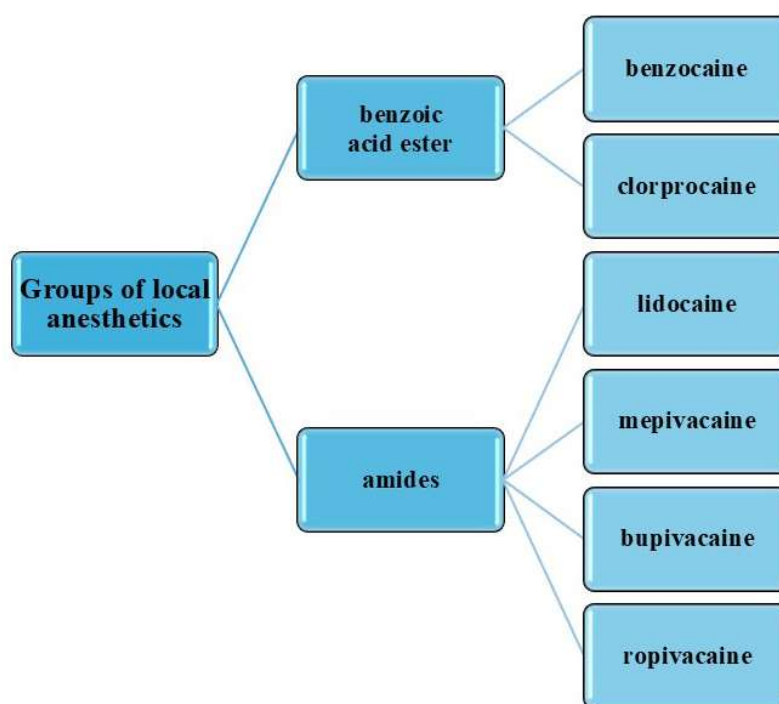 Groups of local
anesthetics
benzoic
acid ester
benzocaine
clorprocaine
amides
lidocaine
mepivacaine
bupivacaine
ropivacaine